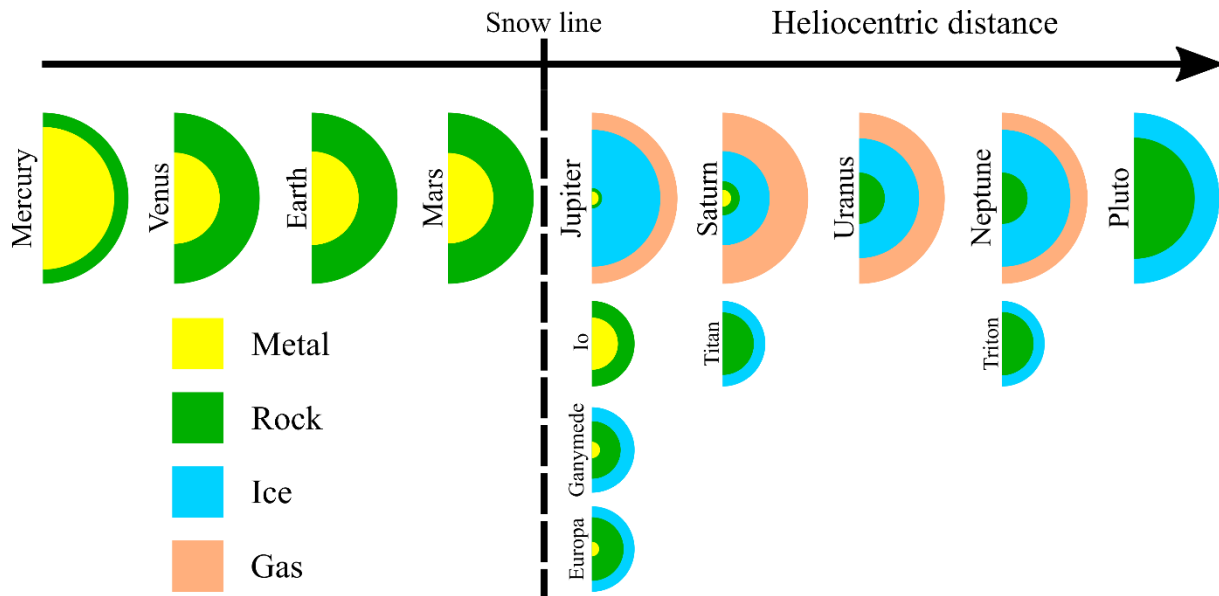 Snow line
Heliocentric distance
Mercury
Venus
Earth
Mars
Jupiter
Saturn
Uranus
Neptune
Pluto
Io
Titan
Triton
Ganymede
Europa
Metal
Rock
Ice
Gas